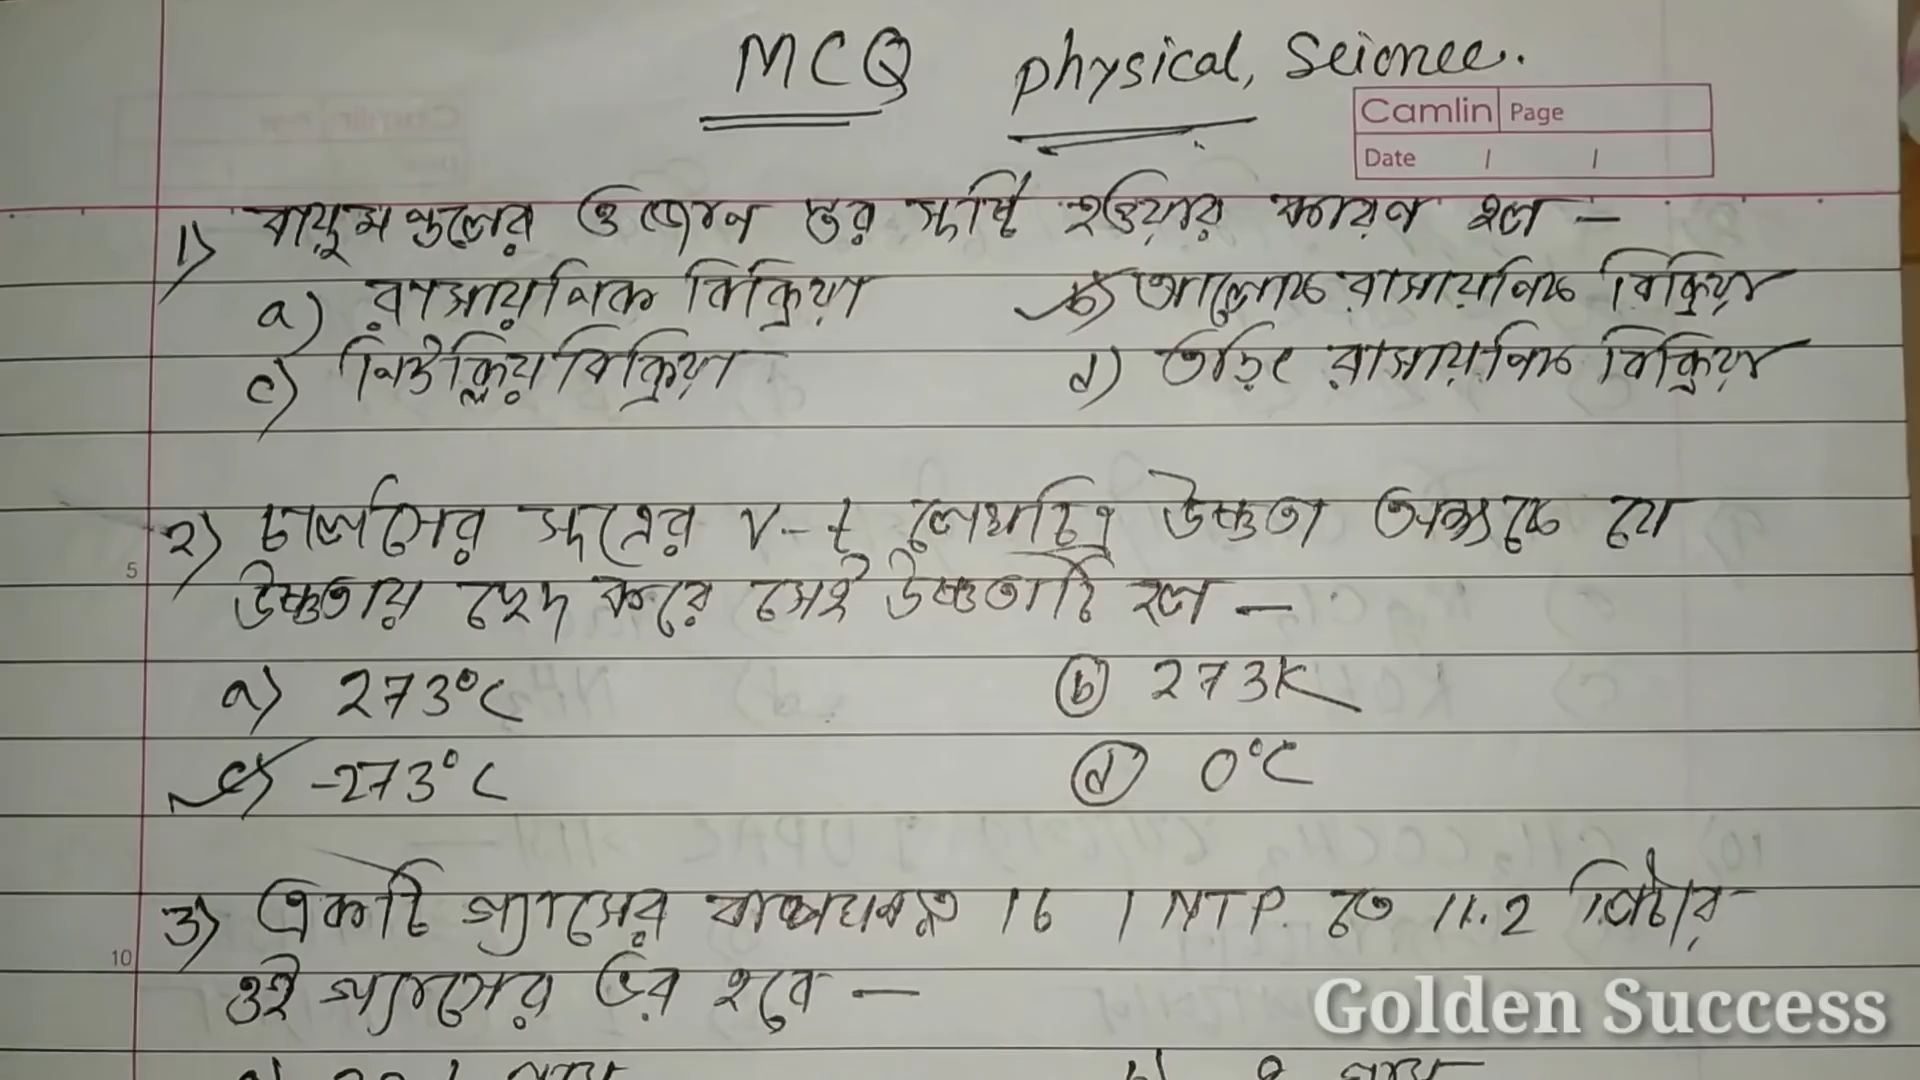 MCQ physical, Scionce.
Camlin Page
Date / /
1) বায়ুমণ্ডলের ওজোন স্তর সৃষ্টি হওয়ার কারণ হল —
a) রাসায়নিক বিক্রিয়া b) আলোক রাসায়নিক বিক্রিয়া
c) নিউক্লিয় বিক্রিয়া d) তড়িৎ রাসায়নিক বিক্রিয়া
২) চার্লসের সূত্রের V-t লেখচিত্র উষ্ণতা অক্ষকে যে
5
উষ্ণতায় ছেদ করে সেই উষ্ণতাটি হল —
a) 273°C b) 273K
c) -273°C d) 0°C
3) একটি গ্যাসের বাষ্পঘনত্ব 16 । NTP তে 11.2 লিটার
10
ওই গ্যাসের ভর হবে —
Golden Success